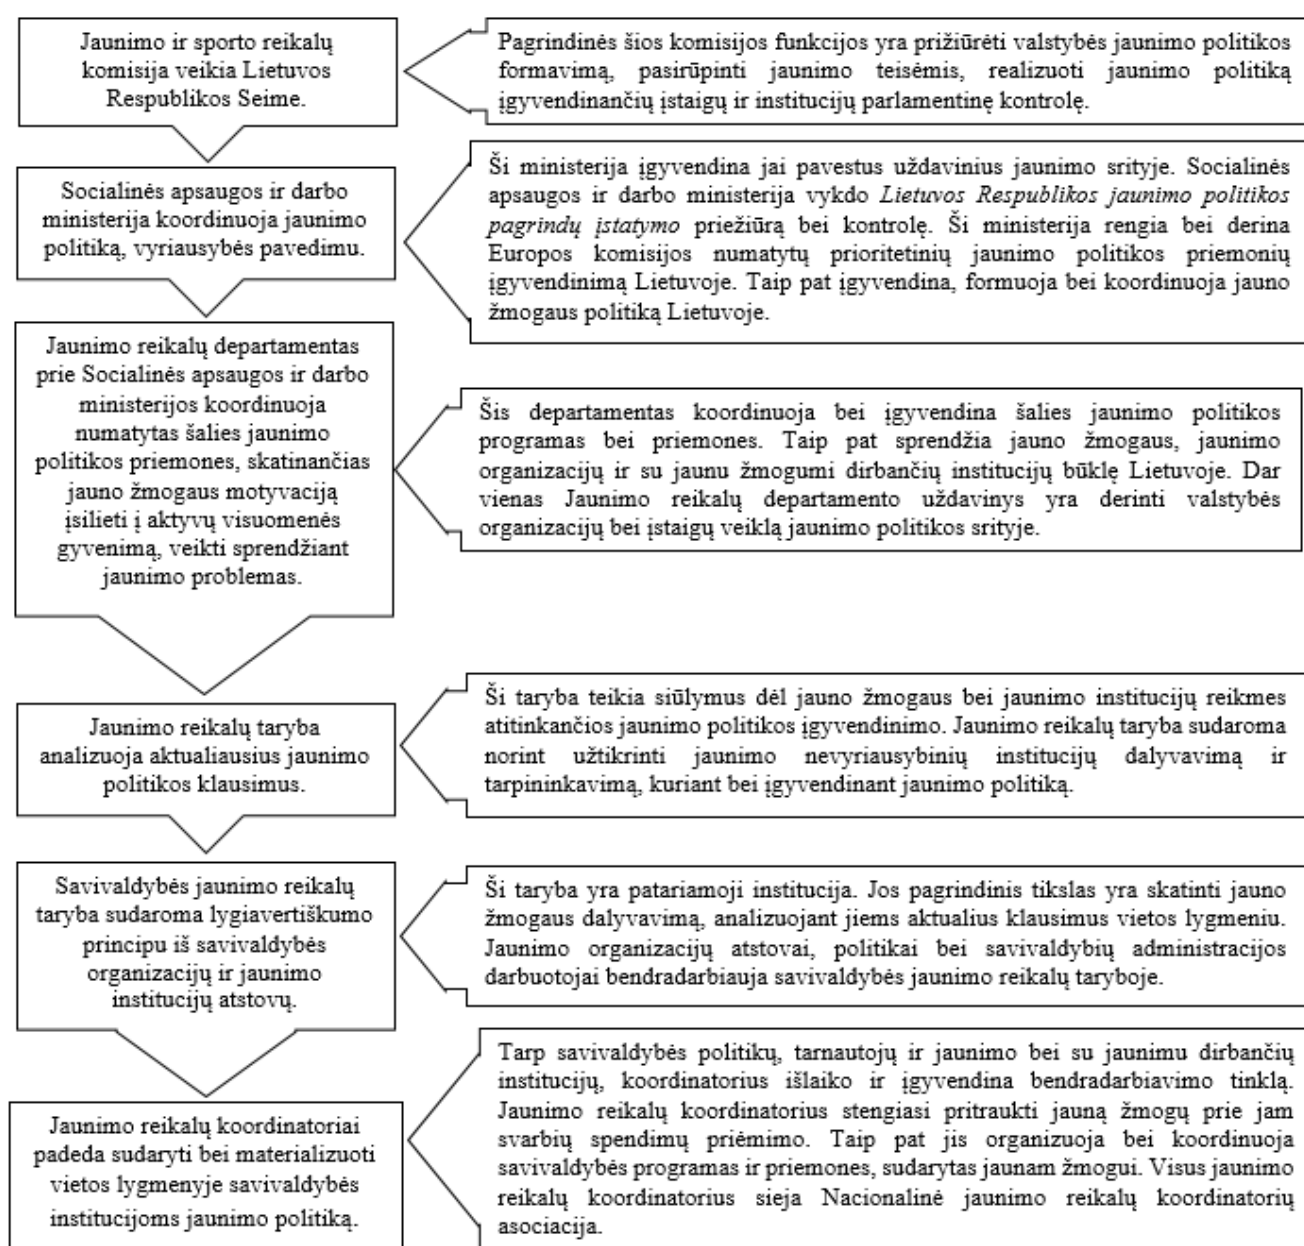 Jaunimo ir sporto reikalų
komisija veikia Lietuvos
Respublikos Seime.
Pagrindinės šios komisijos funkcijos yra prižiūrėti valstybės jaunimo politikos
formavimą, pasirūpinti jaunimo teisėmis, realizuoti jaunimo politiką
įgyvendinančių įstaigų ir institucijų parlamentinę kontrolę.
Socialinės apsaugos ir darbo
ministerija koordinuoja jaunimo
politiką, vyriausybės pavedimu.
Ši ministerija įgyvendina jai pavestus uždavinius jaunimo srityje. Socialinės
apsaugos ir darbo ministerija vykdo Lietuvos Respublikos jaunimo politikos
pagrindų įstatymo priežiūrą bei kontrolę. Ši ministerija rengia bei derina
Europos komisijos numatytų prioritetinių jaunimo politikos priemonių
įgyvendinimą Lietuvoje. Taip pat įgyvendina, formuoja bei koordinuoja jauno
žmogaus politiką Lietuvoje.
Jaunimo reikalų departamentas
prie Socialinės apsaugos ir darbo
ministerijos koordinuoja
numatytas šalies jaunimo
politikos priemones, skatinančias
jauno žmogaus motyvaciją
įsilieti į aktyvų visuomenės
gyvenimą, veikti sprendžiant
jaunimo problemas.
Šis departamentas koordinuoja bei įgyvendina šalies jaunimo politikos
programas bei priemones. Taip pat sprendžia jauno žmogaus, jaunimo
organizacijų ir su jaunu žmogumi dirbančių institucijų būklę Lietuvoje. Dar
vienas Jaunimo reikalų departamento uždavinys yra derinti valstybės
organizacijų bei įstaigų veiklą jaunimo politikos srityje.
Jaunimo reikalų taryba
analizuoja aktualiausius jaunimo
politikos klausimus.
Ši taryba teikia siūlymus dėl jauno žmogaus bei jaunimo institucijų reikmes
atitinkančios jaunimo politikos įgyvendinimo. Jaunimo reikalų taryba sudaroma
norint užtikrinti jaunimo nevyriausybinių institucijų dalyvavimą ir
tarpininkavimą, kuriant bei įgyvendinant jaunimo politiką.
Savivaldybės jaunimo reikalų
taryba sudaroma lygiavertiškumo
principu iš savivaldybės
organizacijų ir jaunimo
institucijų atstovų.
Ši taryba yra patariamoji institucija. Jos pagrindinis tikslas yra skatinti jauno
žmogaus dalyvavimą, analizuojant jiems aktualius klausimus vietos lygmeniu.
Jaunimo organizacijų atstovai, politikai bei savivaldybių administracijos
darbuotojai bendradarbiauja savivaldybės jaunimo reikalų taryboje.
Jaunimo reikalų koordinatoriai
padeda sudaryti bei materializuoti
vietos lygmenyje savivaldybės
institucijoms jaunimo politiką.
Tarp savivaldybės politikų, tarnautojų ir jaunimo bei su jaunimu dirbančių
institucijų, koordinatorius išlaiko ir įgyvendina bendradarbiavimo tinklą.
Jaunimo reikalų koordinatorius stengiasi pritraukti jauną žmogų prie jam
svarbių spendimų priėmimo. Taip pat jis organizuoja bei koordinuoja
savivaldybės programas ir priemones, sudarytas jaunam žmogui. Visus jaunimo
reikalų koordinatorius sieja Nacionalinė jaunimo reikalų koordinatorių
asociacija.